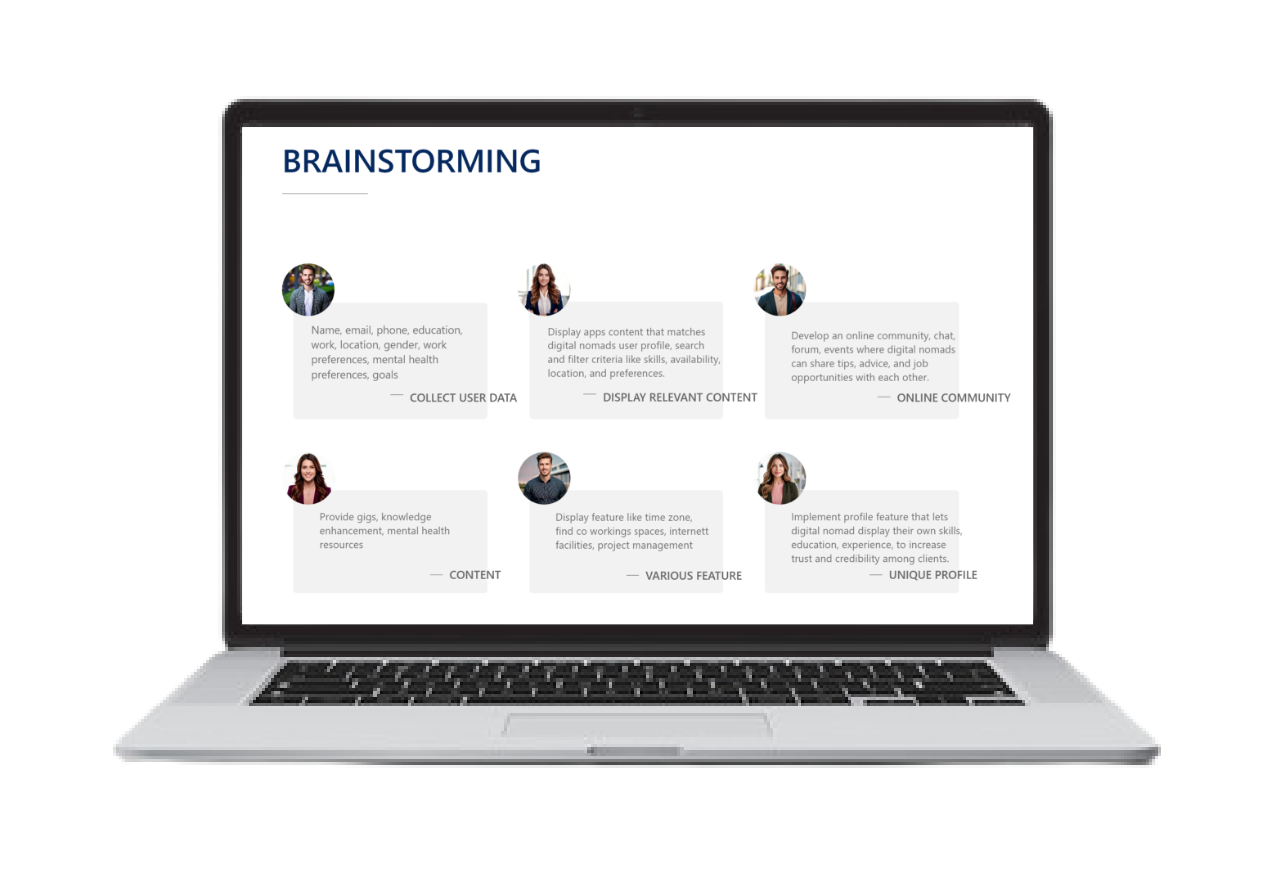 BRAINSTORMING
Name, email, phone, education,
work, location, gender, work
preferences, mental health
preferences, goals
— COLLECT USER DATA
Display apps content that matches
digital nomads user profile, search
and filter criteria like skills, availability,
location, and preferences.
— DISPLAY RELEVANT CONTENT
Develop an online community, chat,
forum, events where digital nomads
can share tips, advice, and job
opportunities with each other.
— ONLINE COMMUNITY
Provide gigs, knowledge
enhancement, mental health
resources
— CONTENT
Display feature like time zone,
find co workings spaces, internett
facilities, project management
— VARIOUS FEATURE
Implement profile feature that lets
digital nomad display their own skills,
education, experience, to increase
trust and credibility among clients.
— UNIQUE PROFILE